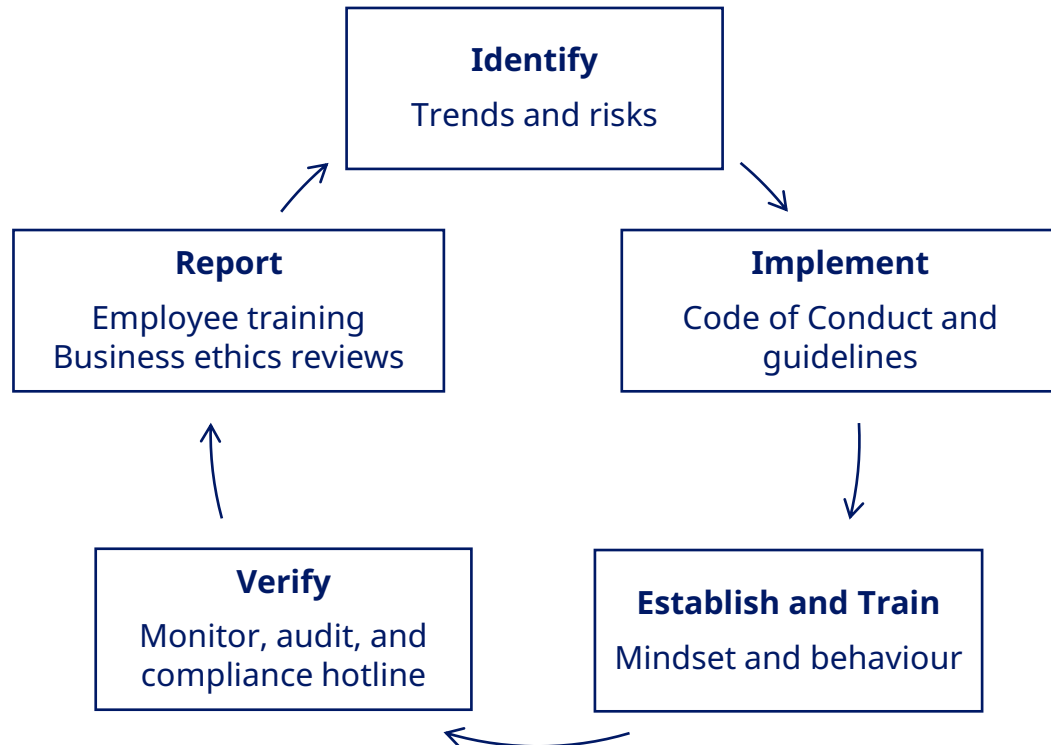 Identify
Trends and risks
Implement
Code of Conduct and
guidelines
Establish and Train
Mindset and behaviour
Verify
Monitor, audit, and
compliance hotline
Report
Employee training
Business ethics reviews